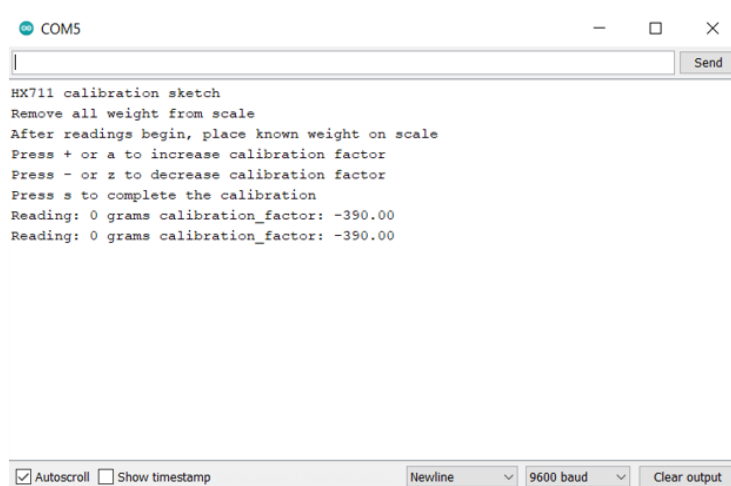 COM5
Send
HX711 calibration sketch
Remove all weight from scale
After readings begin, place known weight on scale
Press + or a to increase calibration factor
Press - or z to decrease calibration factor
Press s to complete the calibration
Reading: 0 grams calibration_factor: -390.00
Reading: 0 grams calibration_factor: -390.00
Autoscroll Show timestamp Newline 9600 baud Clear output